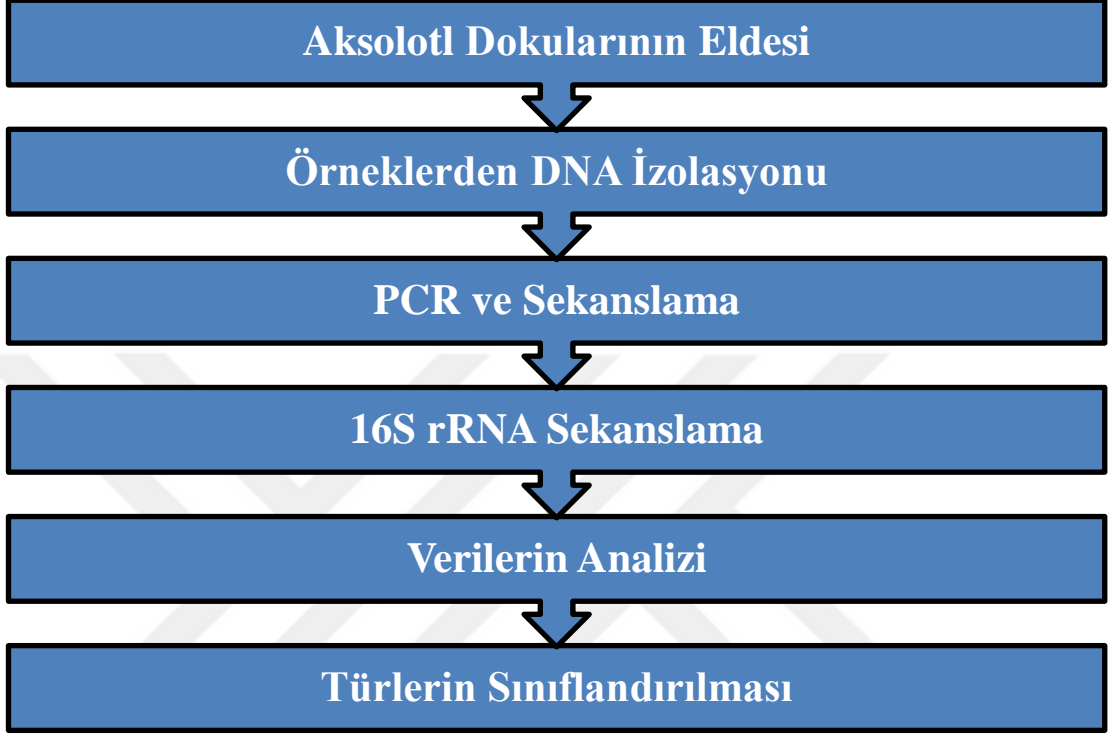 Aksolotl Dokularının Eldesi
Örneklerden DNA İzolasyonu
PCR ve Sekanslama
16S rRNA Sekanslama
Verilerin Analizi
Türlerin Sınıflandırılması